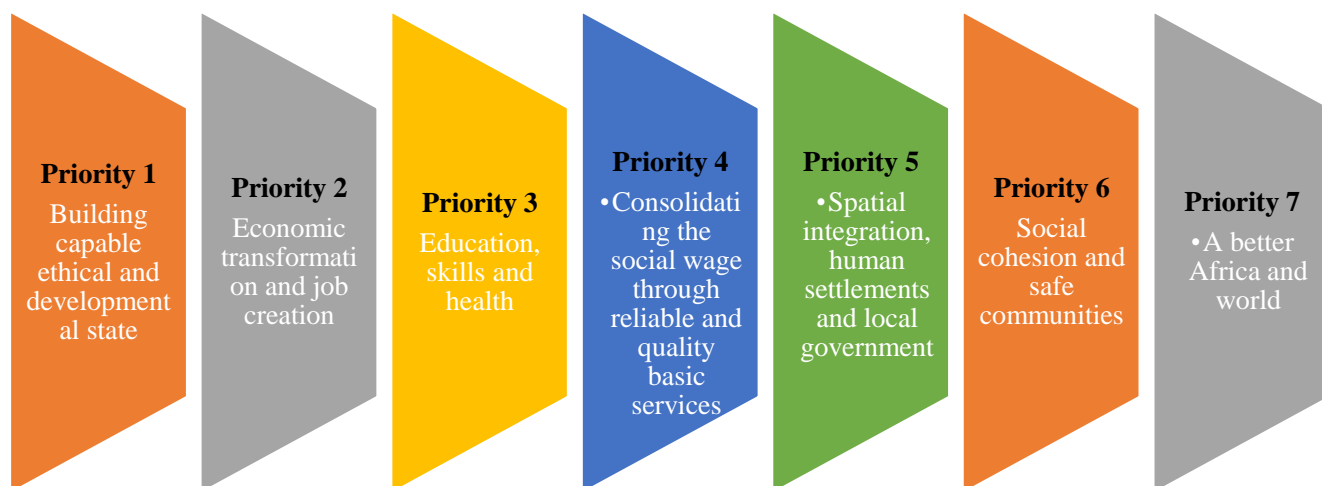 Priority 1
Building
capable
ethical and
development
al state
Priority 2
Economic
transformati
on and job
creation
Priority 3
Education,
skills and
health
Priority 4
•Consolidati
ng the
social wage
through
reliable and
quality
basic
services
Priority 5
•Spatial
integration,
human
settlements
and local
government
Priority 6
Social
cohesion and
safe
communities
Priority 7
•A better
Africa and
world